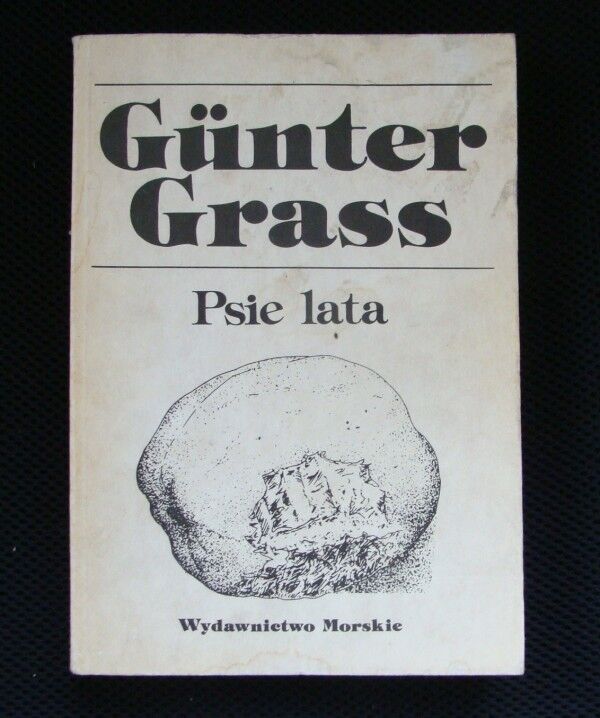 Günter
Grass
Psie lata
Wydawnictwo Morskie